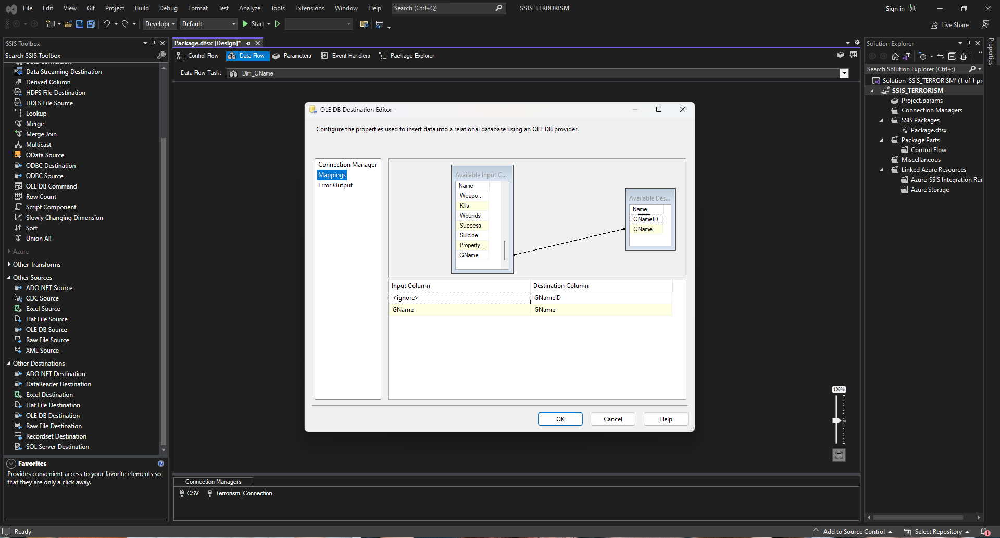 File Edit View Git Project Build Debug Format Test Analyze Tools Extensions Window Help Search (Ctrl+Q) SSIS_TERRORISM Sign in
Developi Default Start Live Share
SSIS Toolbox
Search SSIS Toolbox
Data Streaming Destination
Derived Column
HDFS File Destination
HDFS File Source
Lookup
Merge
Merge Join
Multicast
OData Source
ODBC Destination
ODBC Source
OLE DB Command
Row Count
Script Component
Slowly Changing Dimension
Sort
Union All
Azure
Other Transforms
Other Sources
ADO NET Source
CDC Source
Excel Source
Flat File Source
OLE DB Source
Raw File Source
XML Source
Other Destinations
ADO NET Destination
DataReader Destination
Excel Destination
Flat File Destination
OLE DB Destination
Raw File Destination
Recordset Destination
SQL Server Destination
Favorites
Provides convenient access to your favorite elements so
that they are only a click away.
Package.dtsx [Design]*
Control Flow Data Flow Parameters Event Handlers Package Explorer
Data Flow Task: Dim_GName
OLE DB Destination Editor
Configure the properties used to insert data into a relational database using an OLE DB provider.
Connection Manager
Mappings
Error Output
Available Input C...
Name
Weapo...
Kills
Wounds
Success
Suicide
Property...
GName
Available Des...
Name
GNameID
GName
Input Column Destination Column
<ignore> GNameID
GName GName
OK Cancel Help
100%
Connection Managers
CSV Terrorism_Connection
Solution Explorer
Search Solution Explorer (Ctrl+;)
Solution 'SSIS_TERRORISM' (1 of 1 pr
SSIS_TERRORISM
Project.params
Connection Managers
SSIS Packages
Package.dtsx
Package Parts
Control Flow
Miscellaneous
Linked Azure Resources
Azure-SSIS Integration Run
Azure Storage
Properties
Ready Add to Source Control Select Repository 1